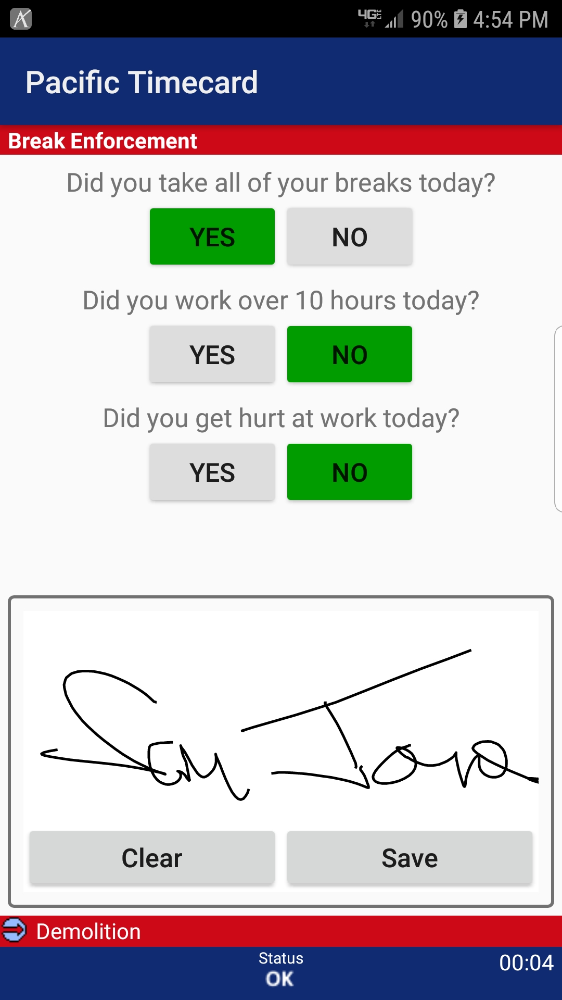 90% 4:54 PM
Pacific Timecard
Break Enforcement
Did you take all of your breaks today?
YES NO
Did you work over 10 hours today?
YES NO
Did you get hurt at work today?
YES NO
Clear Save
Demolition
Status
00:04
OK